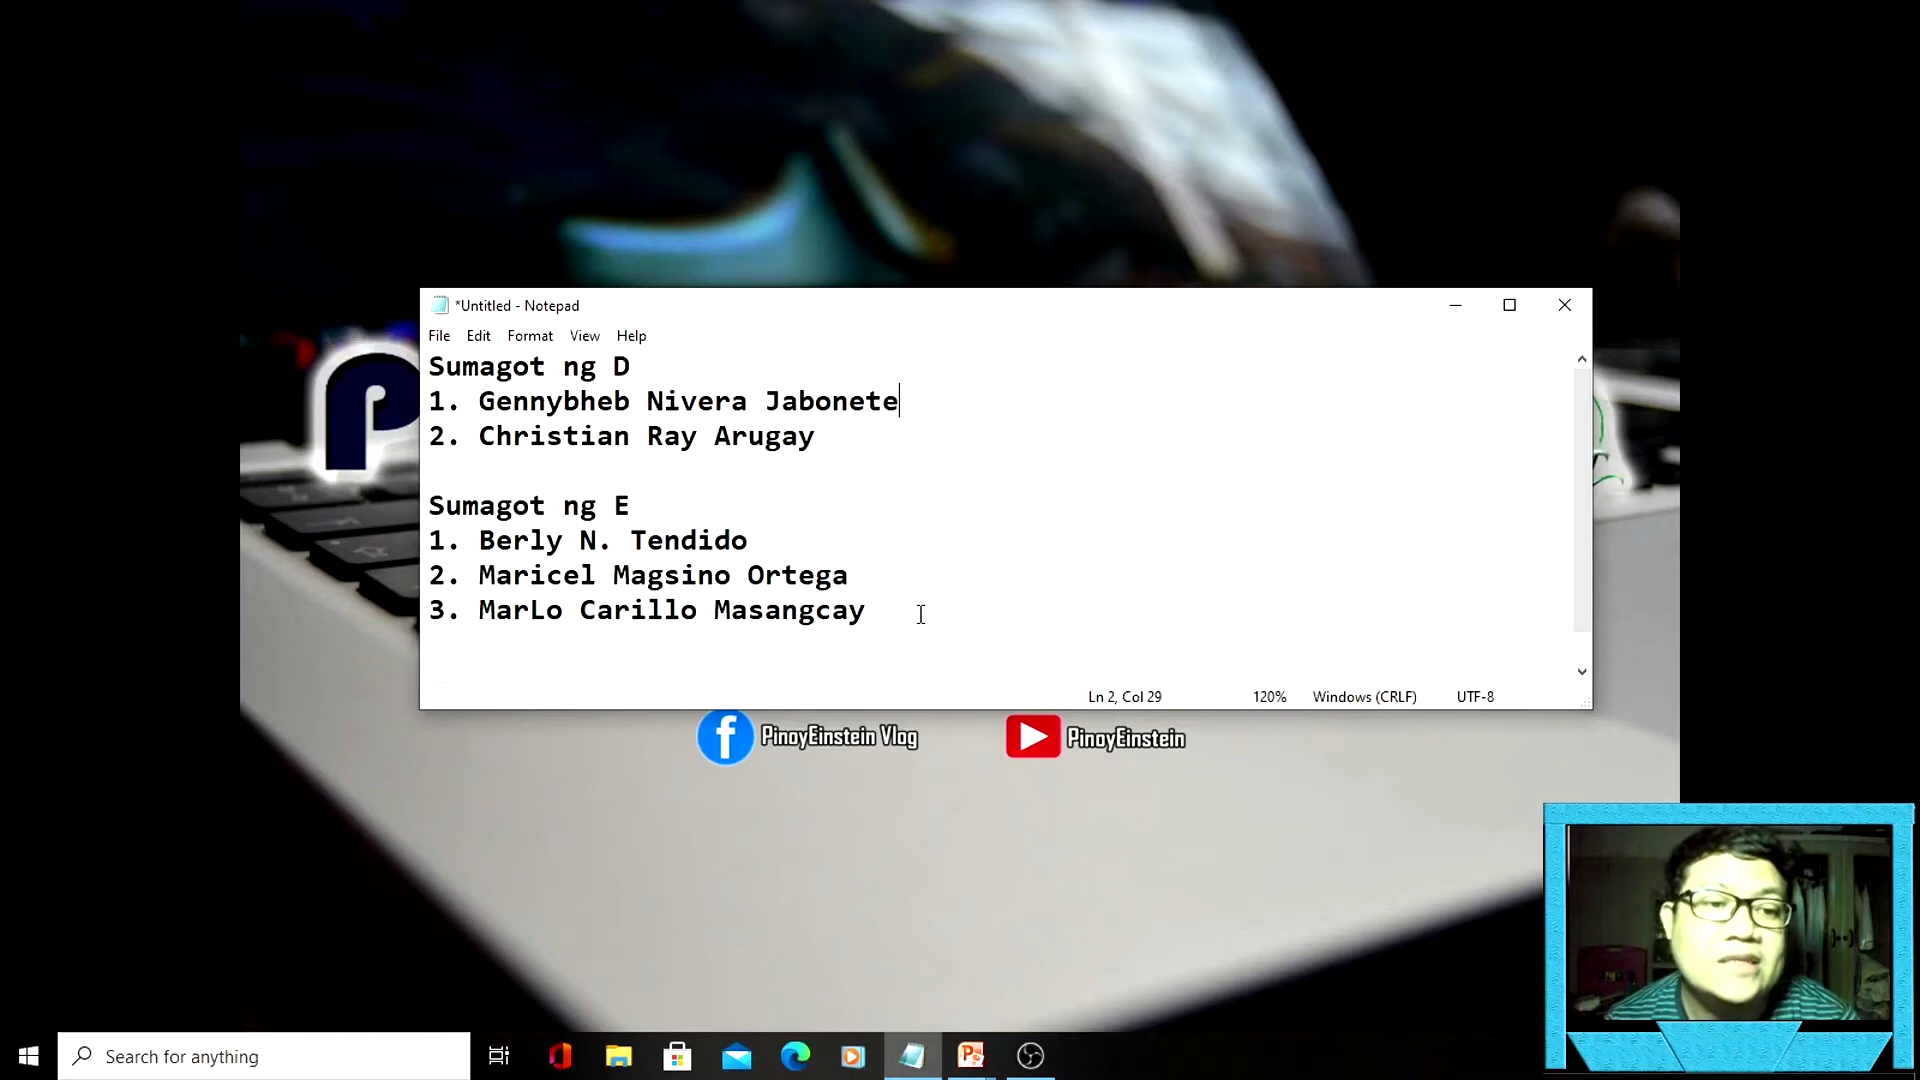 *Untitled - Notepad
File Edit Format View Help
Sumagot ng D
1. Gennybheb Nivera Jabonete
2. Christian Ray Arugay
Sumagot ng E
1. Berly N. Tendido
2. Maricel Magsino Ortega
3. MarLo Carillo Masangcay
Ln 2, Col 29 120% Windows (CRLF) UTF-8
PinoyEinstein Vlog PinoyEinstein
Search for anything